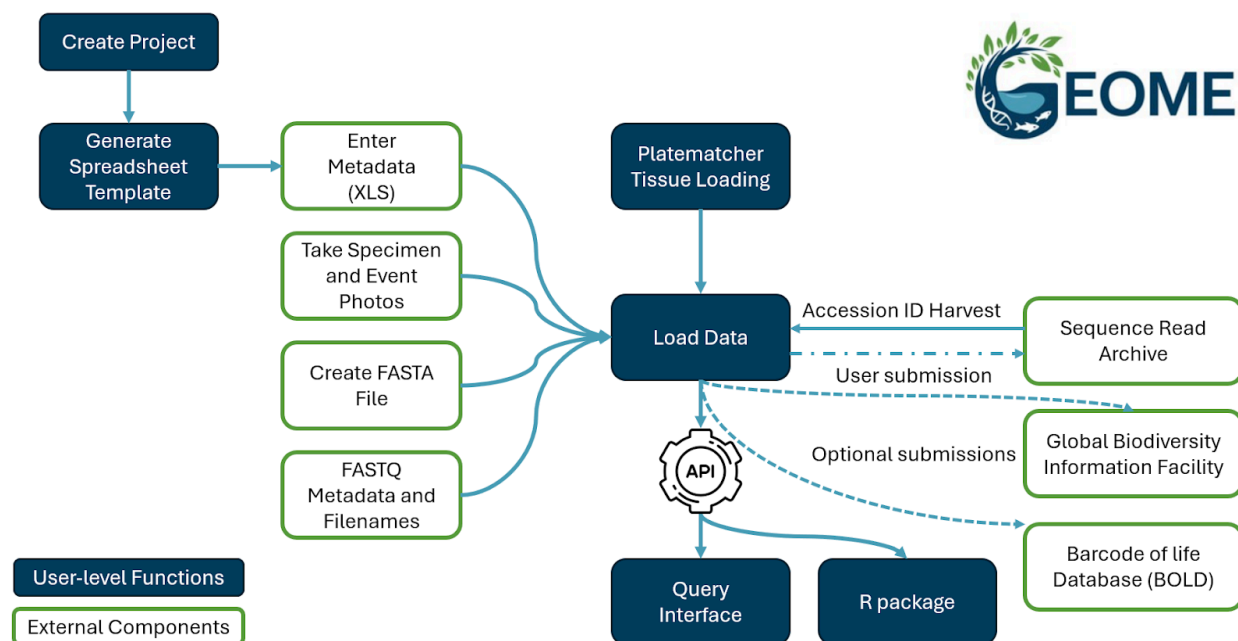 Create Project
GEOME
Generate
Spreadsheet
Template
Enter
Metadata
(XLS)
Platematcher
Tissue Loading
Take Specimen
and Event
Photos
Load Data
Accession ID Harvest
User submission
Sequence Read
Archive
Create FASTA
File
Optional submissions
Global Biodiversity
Information Facility
FASTQ
Metadata and
Filenames
API
Barcode of life
Database (BOLD)
Query
Interface
R package
User-level Functions
External Components